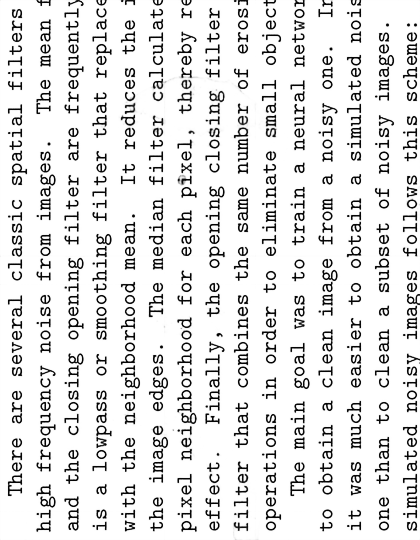 There are several classic spatial filters
high frequency noise from images. The mean
and the closing opening filter are frequently
is a lowpass or smoothing filter that replace
with the neighborhood mean. It reduces the
the image edges. The median filter calculate
pixel neighborhood for each pixel, thereby re
effect. Finally, the opening closing filter
filter that combines the same number of erosi
operations in order to eliminate small object
The main goal was to train a neural networ
to obtain a clean image from a noisy one. In
it was much easier to obtain a simulated nois
one than to clean a subset of noisy images.
simulated noisy images follows this scheme: